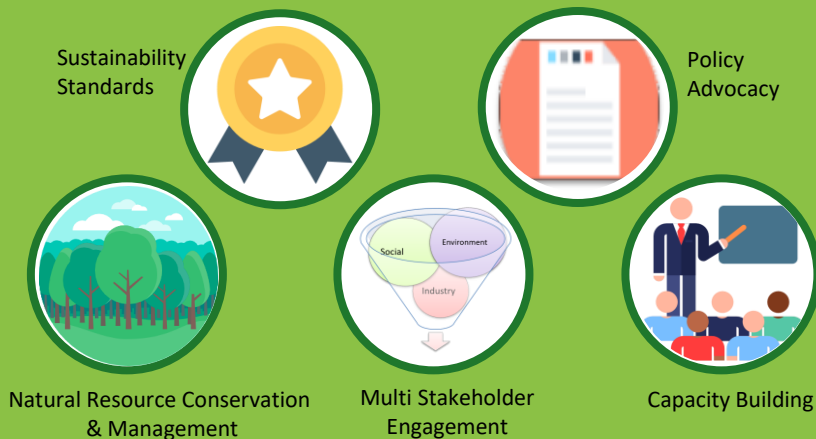 Sustainability
Standards
Policy
Advocacy
Social
Environment
Industry
Natural Resource Conservation
& Management
Multi Stakeholder
Engagement
Capacity Building